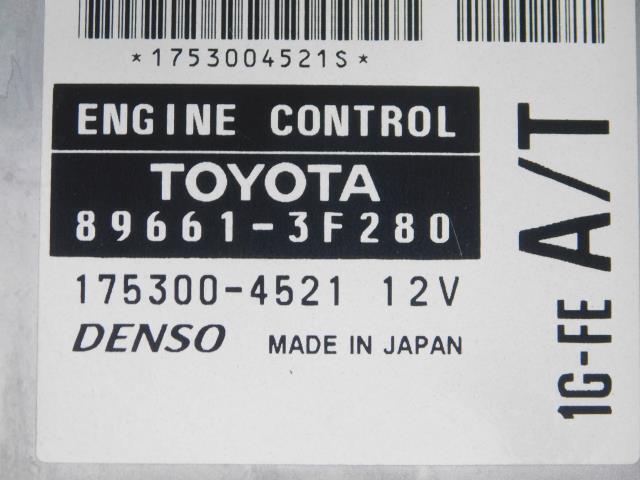 *1753004521S*
ENGINE CONTROL
TOYOTA
89661-3F280
175300-4521 12V
DENSO MADE IN JAPAN
1G-FE A/T